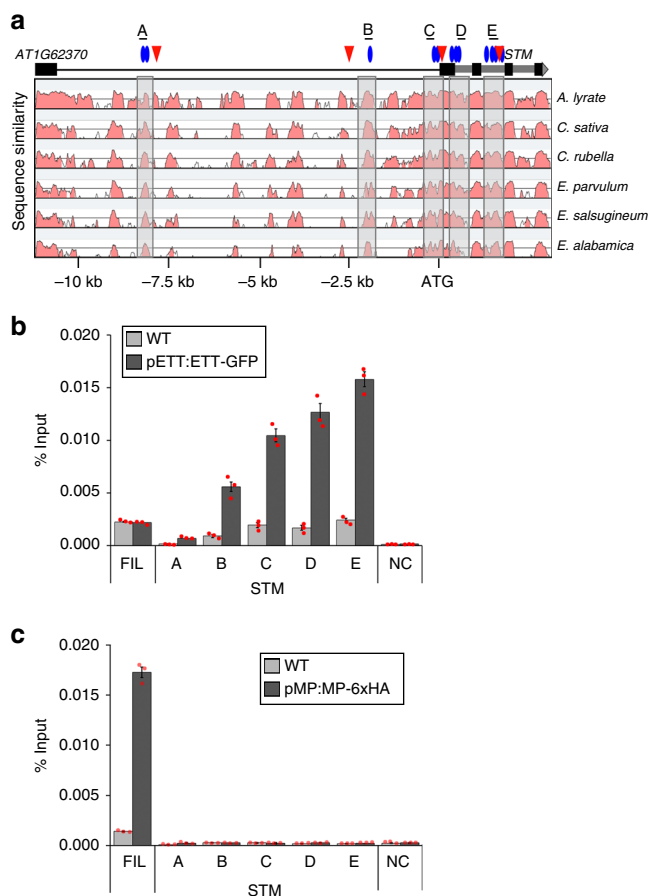 a
A B C D E
AT1G62370 STM
Sequence similarity
A. lyrate
C. sativa
C. rubella
E. parvulum
E. salsugineum
E. alabamica
–10 kb –7.5 kb –5 kb –2.5 kb ATG
b
0.020
0.015
0.010
0.005
0.000
% Input
WT
pETT:ETT-GFP
FIL A B C D E NC
STM
c
0.020
0.015
0.010
0.005
0.000
% Input
WT
pMP:MP-6xHA
FIL A B C D E NC
STM